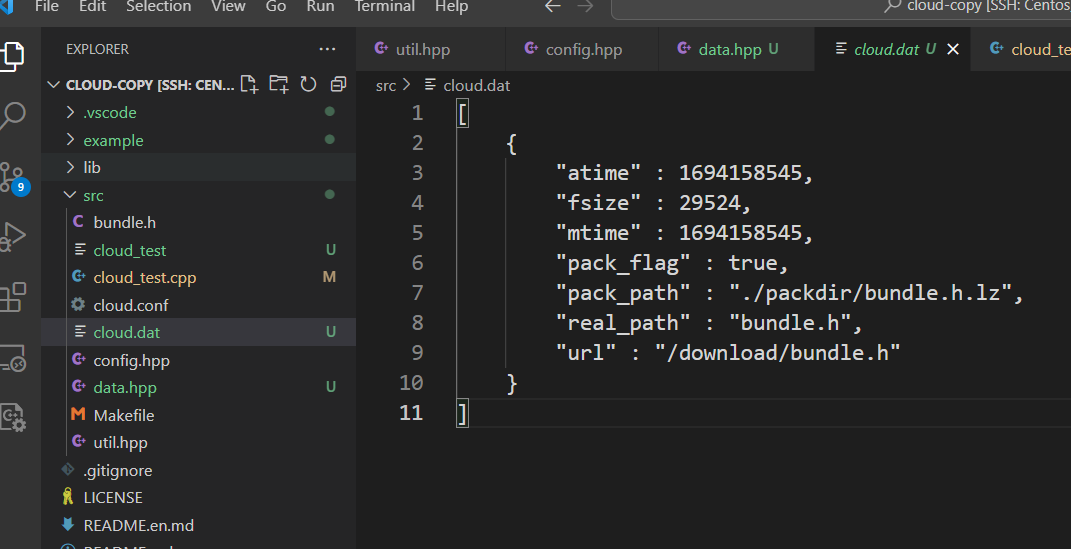 File Edit Selection View Go Run Terminal Help
cloud-copy [SSH: Centos
EXPLORER
CLOUD-COPY [SSH: CEN...
.vscode
example
lib
src
bundle.h
cloud_test U
cloud_test.cpp M
cloud.conf
cloud.dat U
config.hpp
data.hpp U
Makefile
util.hpp
.gitignore
LICENSE
README.en.md
9
util.hpp config.hpp data.hpp U cloud.dat U cloud_te
src > cloud.dat
1 [
2 {
3 "atime" : 1694158545,
4 "fsize" : 29524,
5 "mtime" : 1694158545,
6 "pack_flag" : true,
7 "pack_path" : "./packdir/bundle.h.lz",
8 "real_path" : "bundle.h",
9 "url" : "/download/bundle.h"
10 }
11 ]